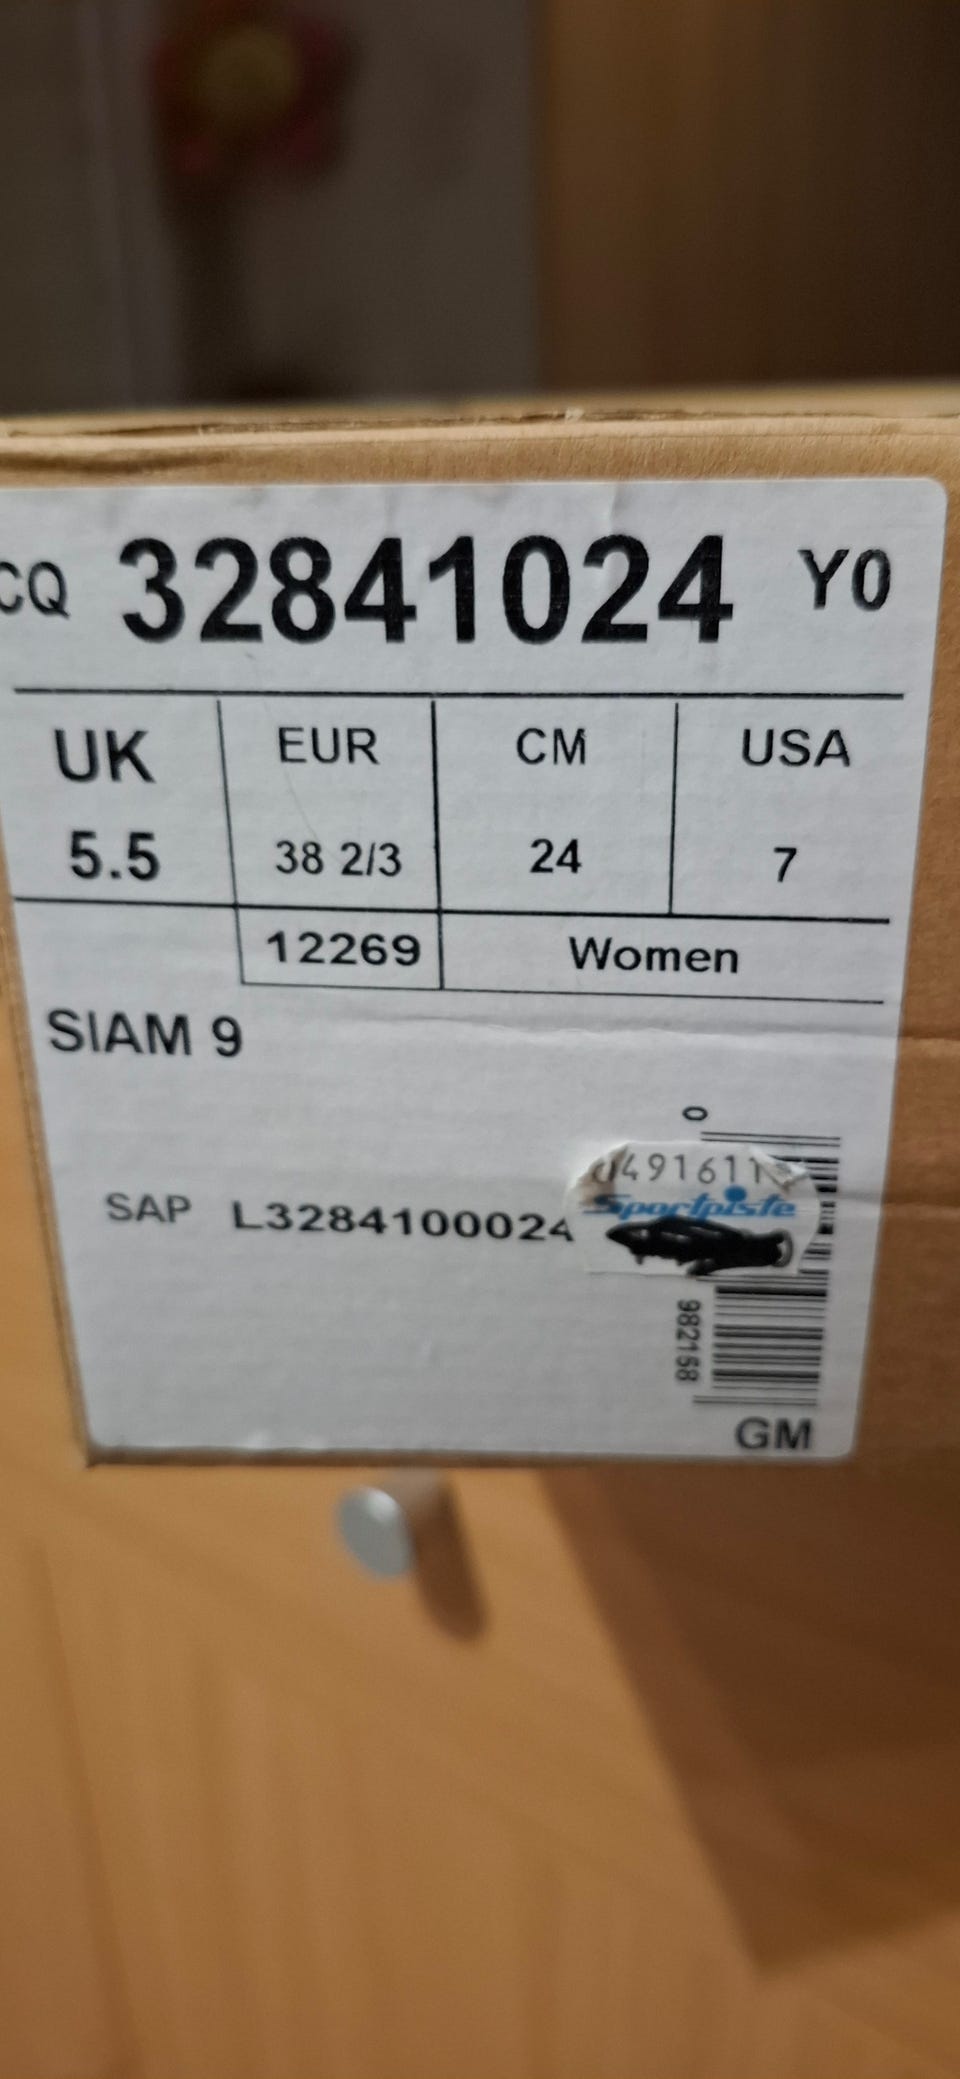 CQ 32841024 Y0
UK EUR CM USA
5.5 38 2/3 24 7
12269 Women
SIAM 9
0
SAP L3284100024
Sportpiste
982168
GM